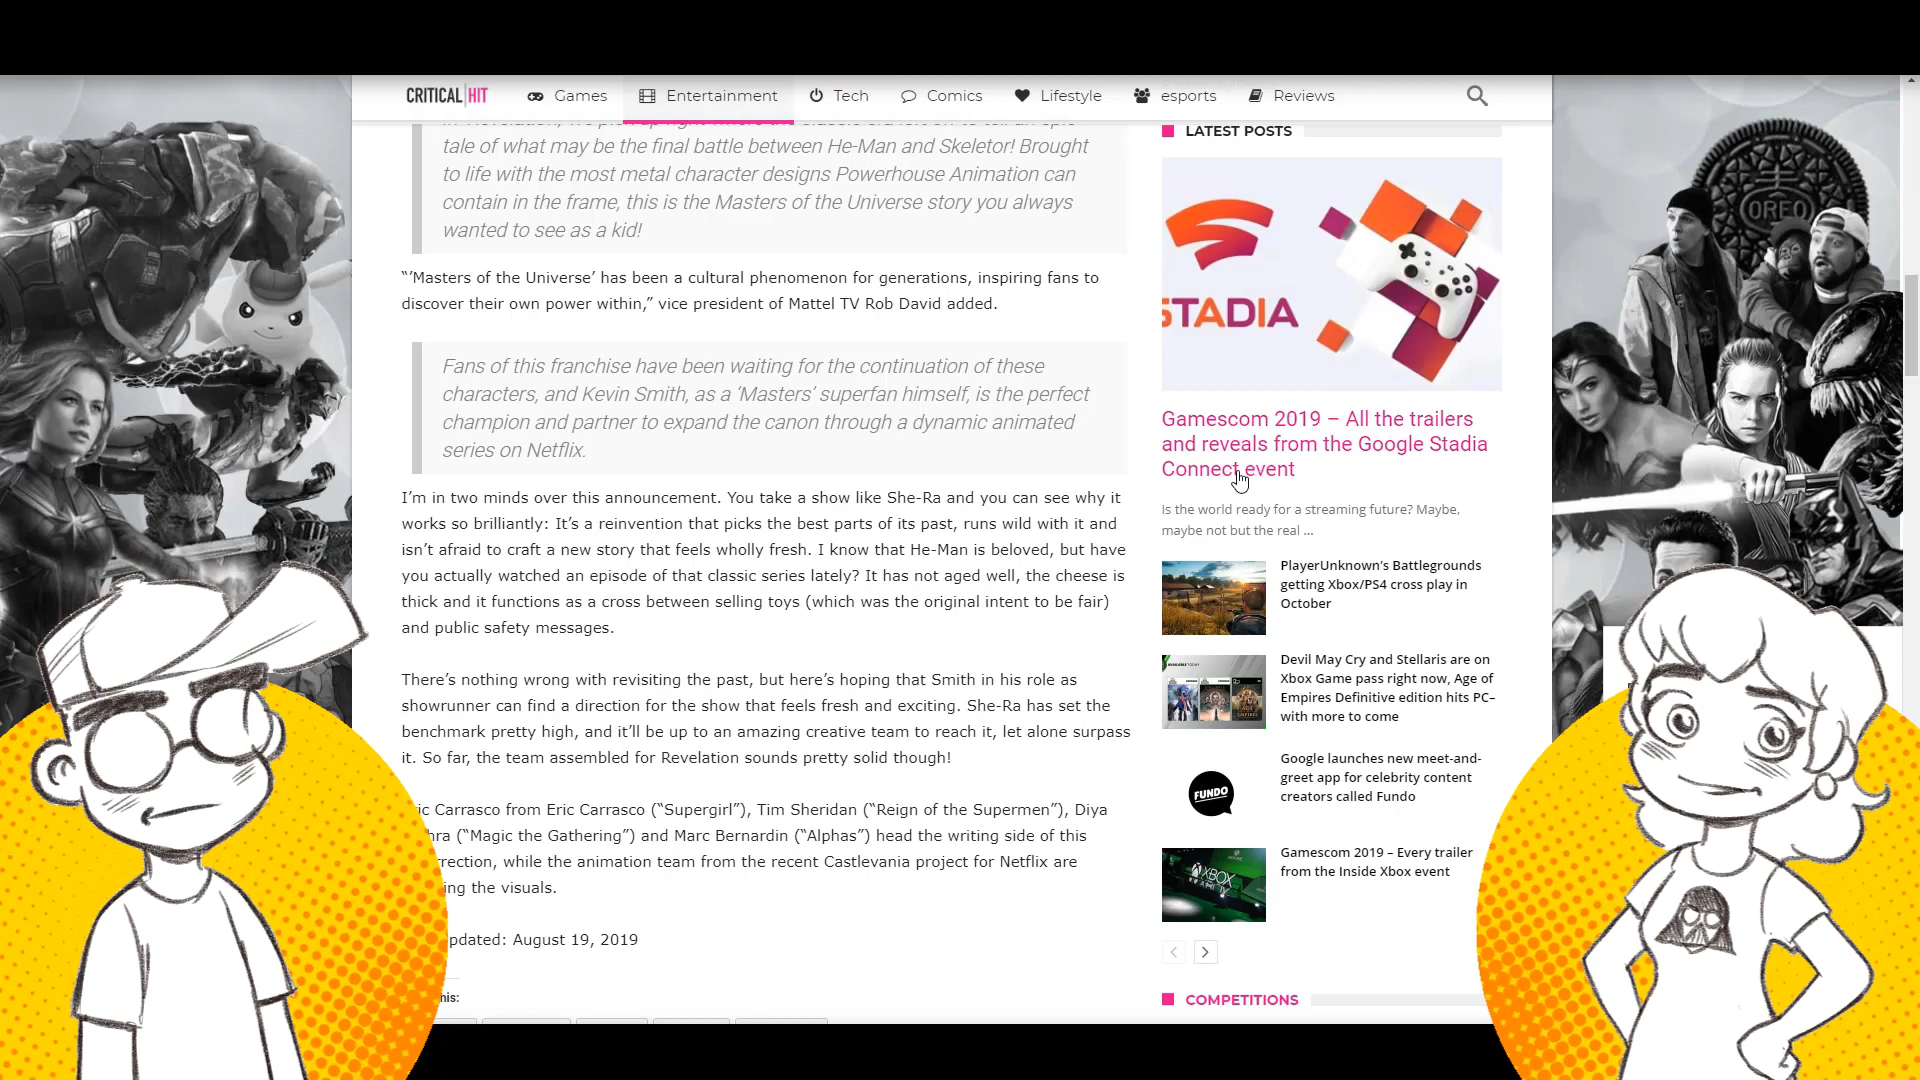 CRITICAL HIT
Games
Entertainment
Tech
Comics
Lifestyle
esports
Reviews
tale of what may be the final battle between He-Man and Skeletor! Brought
to life with the most metal character designs Powerhouse Animation can
contain in the frame, this is the Masters of the Universe story you always
wanted to see as a kid!
“’Masters of the Universe’ has been a cultural phenomenon for generations, inspiring fans to
discover their own power within,” vice president of Mattel TV Rob David added.
Fans of this franchise have been waiting for the continuation of these
characters, and Kevin Smith, as a ‘Masters’ superfan himself, is the perfect
champion and partner to expand the canon through a dynamic animated
series on Netflix.
I’m in two minds over this announcement. You take a show like She-Ra and you can see why it
works so brilliantly: It’s a reinvention that picks the best parts of its past, runs wild with it and
isn’t afraid to craft a new story that feels wholly fresh. I know that He-Man is beloved, but have
you actually watched an episode of that classic series lately? It has not aged well, the cheese is
thick and it functions as a cross between selling toys (which was the original intent to be fair)
and public safety messages.
There’s nothing wrong with revisiting the past, but here’s hoping that Smith in his role as
showrunner can find a direction for the show that feels fresh and exciting. She-Ra has set the
benchmark pretty high, and it’ll be up to an amazing creative team to reach it, let alone surpass
it. So far, the team assembled for Revelation sounds pretty solid though!
ic Carrasco from Eric Carrasco (“Supergirl”), Tim Sheridan (“Reign of the Supermen”), Diya
hra (“Magic the Gathering”) and Marc Bernardin (“Alphas”) head the writing side of this
rrection, while the animation team from the recent Castlevania project for Netflix are
ing the visuals.
pdated: August 19, 2019
his:
LATEST POSTS
STADIA
Gamescom 2019 – All the trailers
and reveals from the Google Stadia
Connect event
Is the world ready for a streaming future? Maybe,
maybe not but the real ...
PlayerUnknown’s Battlegrounds
getting Xbox/PS4 cross play in
October
Devil May Cry and Stellaris are on
Xbox Game pass right now, Age of
Empires Definitive edition hits PC–
with more to come
FUNDO
Google launches new meet-and-
greet app for celebrity content
creators called Fundo
XBOX
Gamescom 2019 – Every trailer
from the Inside Xbox event
COMPETITIONS
OREO